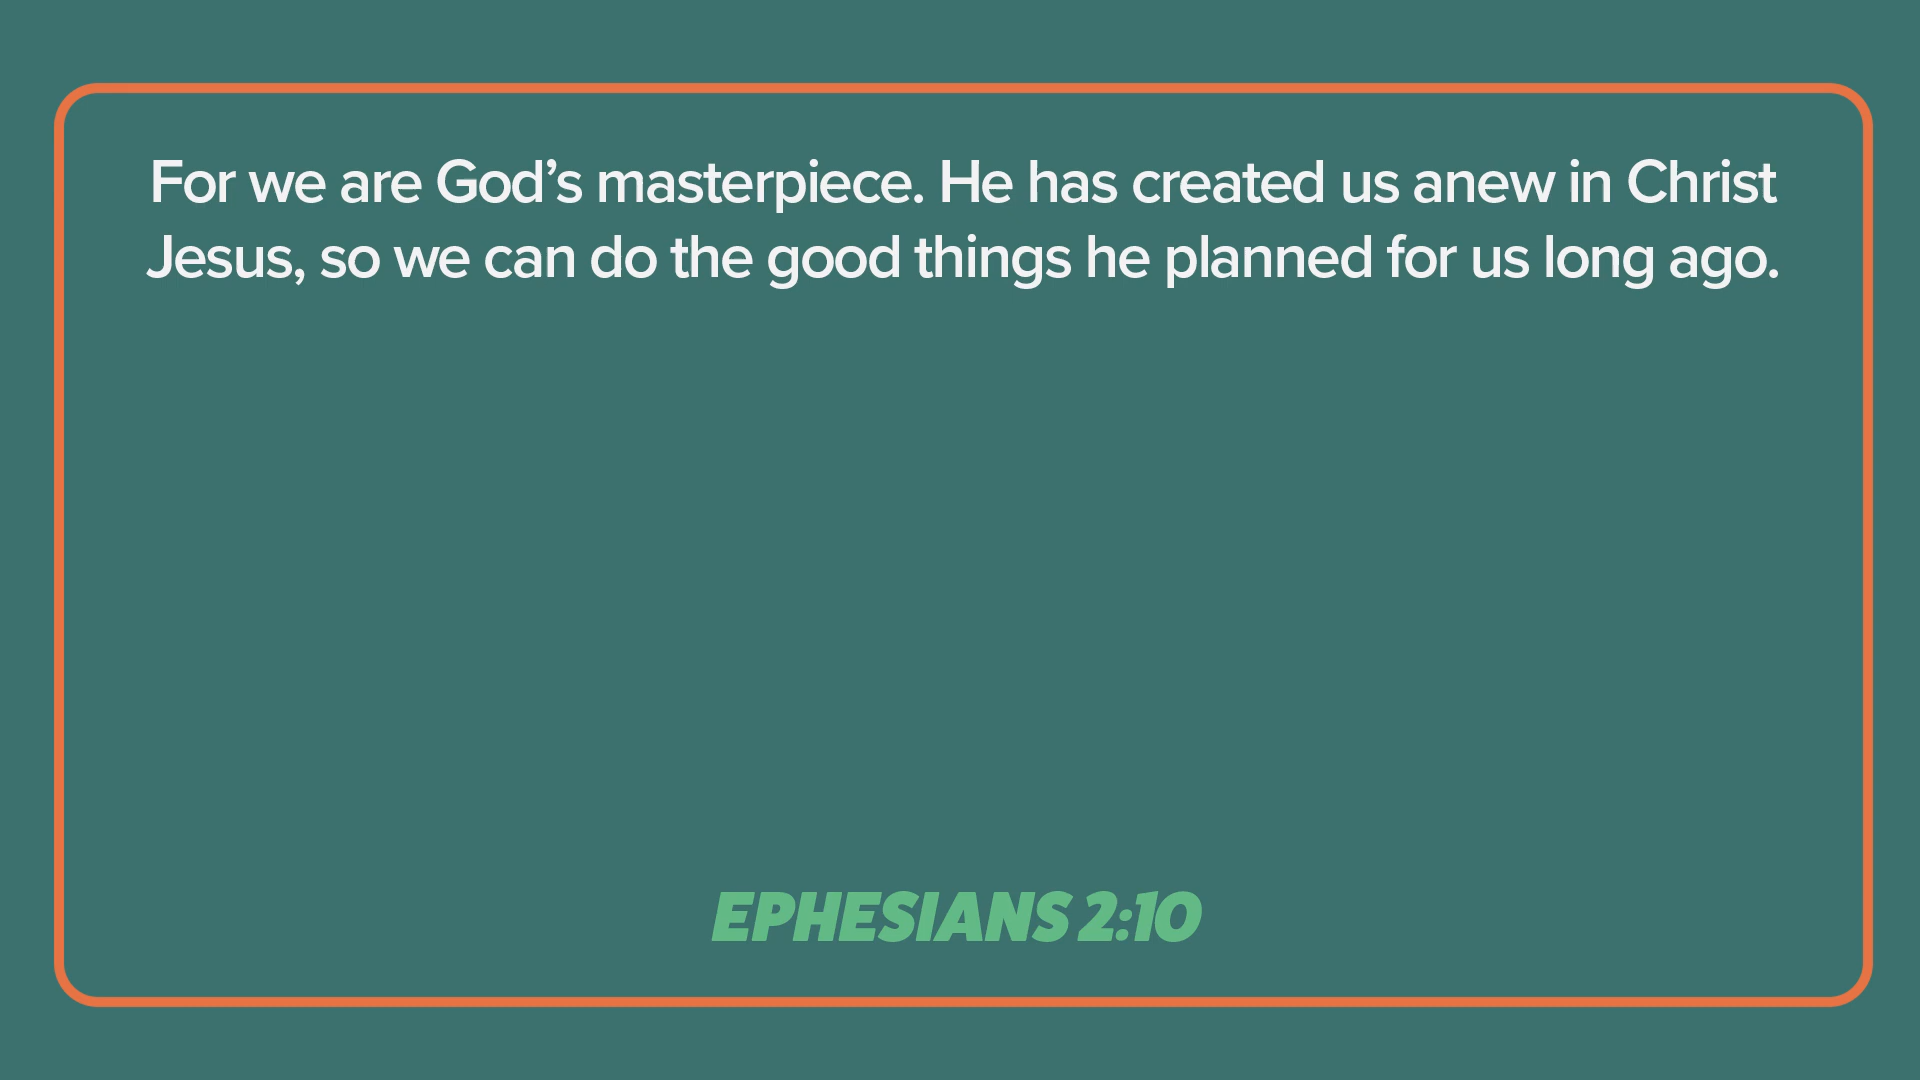 For we are God’s masterpiece. He has created us anew in Christ
Jesus, so we can do the good things he planned for us long ago.
EPHESIANS 2:10